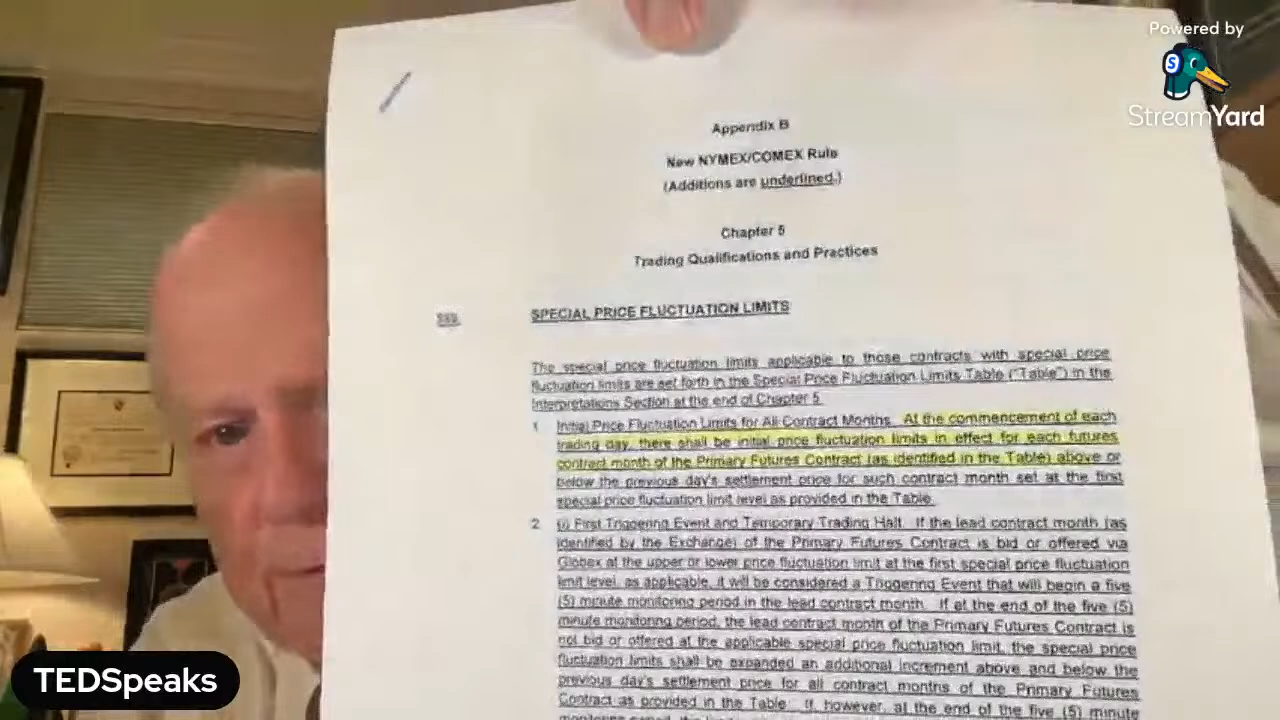 Powered by
StreamYard
Appendix B
New NYMEX/COMEX Rule
(Additions are underlined.)
Chapter 5
Trading Qualifications and Practices
SPECIAL PRICE FLUCTUATION LIMITS
The special price fluctuation limits applicable to those contracts with special price
fluctuation limits are set forth in the Special Price Fluctuation Limits Table ("Table") in the
Interpretations Section at the end of Chapter 5.
1 Initial Price Fluctuation Limits for All Contract Months. At the commencement of each
trading day, there shall be initial price fluctuation limits in effect for each futures
contract month of the Primary Futures Contract (as identified in the Table) above or
below the previous day's settlement price for such contract month set at the first
special price fluctuation limit level as provided in the Table.
2 (i) First Triggering Event and Temporary Trading Halt. If the lead contract month (as
identified by the Exchange) of the Primary Futures Contract is bid or offered via
Globex at the upper or lower price fluctuation limit at the first special price fluctuation
limit level, as applicable, it will be considered a Triggering Event that will begin a five
(5) minute monitoring period in the lead contract month. If at the end of the five (5)
minute monitoring period, the lead contract month of the Primary Futures Contract is
not bid or offered at the applicable special price fluctuation limit, the special price
fluctuation limits shall be expanded an additional increment above and below the
previous day's settlement price for all contract months of the Primary Futures
Contract as provided in the Table. If, however, at the end of the five (5) minute
TEDSpeaks